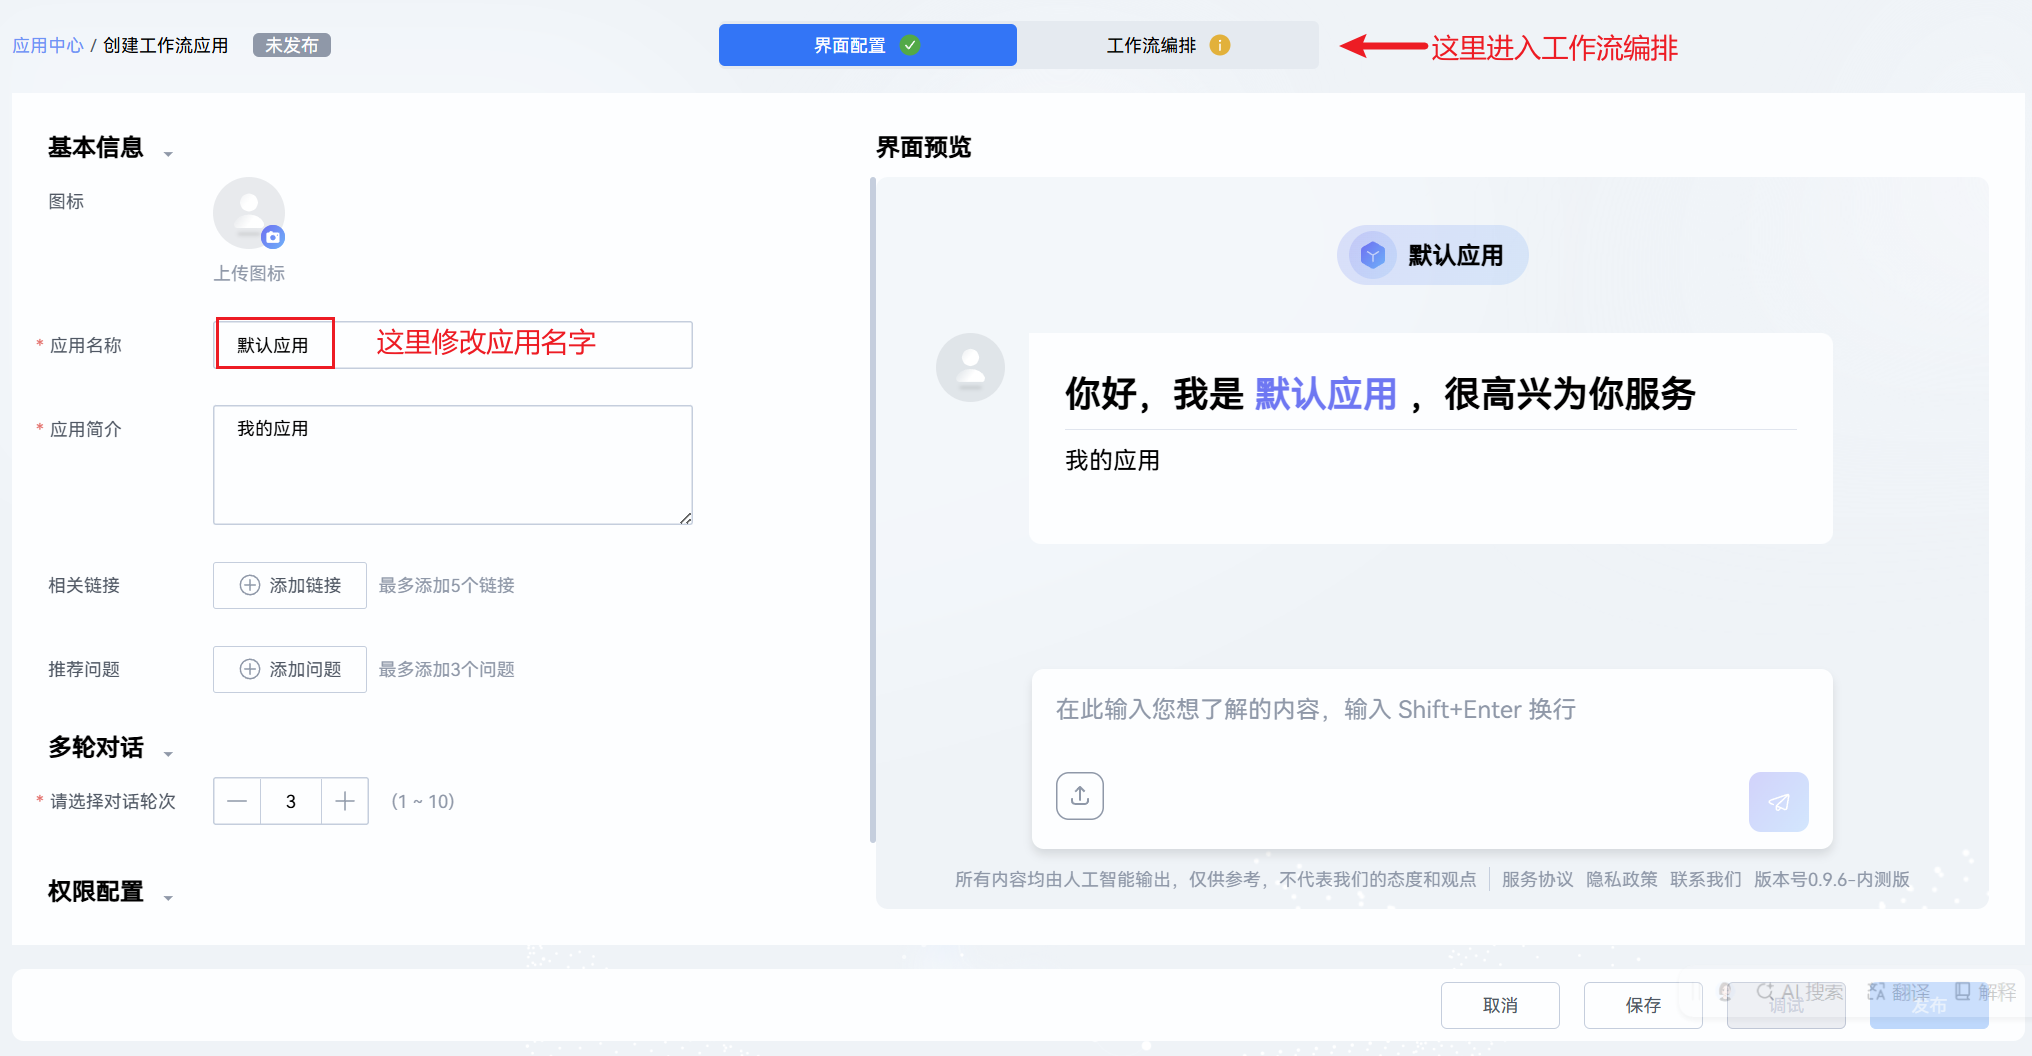 应用中心 / 创建工作流应用 未发布
界面配置
工作流编排
这里进入工作流编排
基本信息
图标
上传图标
* 应用名称
默认应用
这里修改应用名字
* 应用简介
我的应用
相关链接
添加链接
最多添加5个链接
推荐问题
添加问题
最多添加3个问题
多轮对话
* 请选择对话轮次
3
(1 ~ 10)
权限配置
界面预览
默认应用
你好，我是 默认应用 ，很高兴为你服务
我的应用
在此输入您想了解的内容，输入 Shift+Enter 换行
所有内容均由人工智能输出，仅供参考，不代表我们的态度和观点
服务协议 隐私政策 联系我们 版本号0.9.6-内测版
取消
保存
调试
发布
AI 搜索
翻译
解释